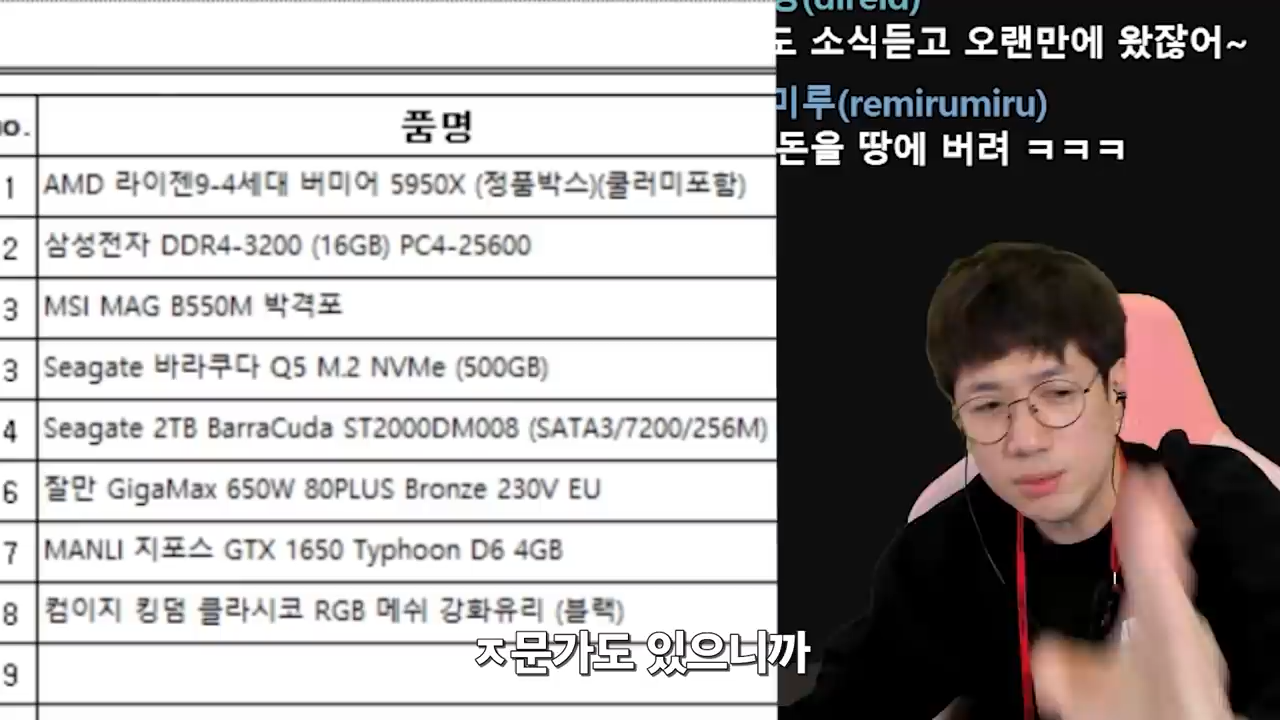 (direid)
도 소식듣고 오랜만에 왔잖어~
미루(remirumiru)
돈을 땅에 버려 ㅋㅋㅋ
no. 품명
1 AMD 라이젠9-4세대 버미어 5950X (정품박스)(쿨러미포함)
2 삼성전자 DDR4-3200 (16GB) PC4-25600
3 MSI MAG B550M 박격포
3 Seagate 바라쿠다 Q5 M.2 NVMe (500GB)
4 Seagate 2TB BarraCuda ST2000DM008 (SATA3/7200/256M)
6 잘만 GigaMax 650W 80PLUS Bronze 230V EU
7 MANLI 지포스 GTX 1650 Typhoon D6 4GB
8 컴이지 킹덤 클라시코 RGB 메쉬 강화유리 (블랙)
9
ㅈ문가도 있으니까